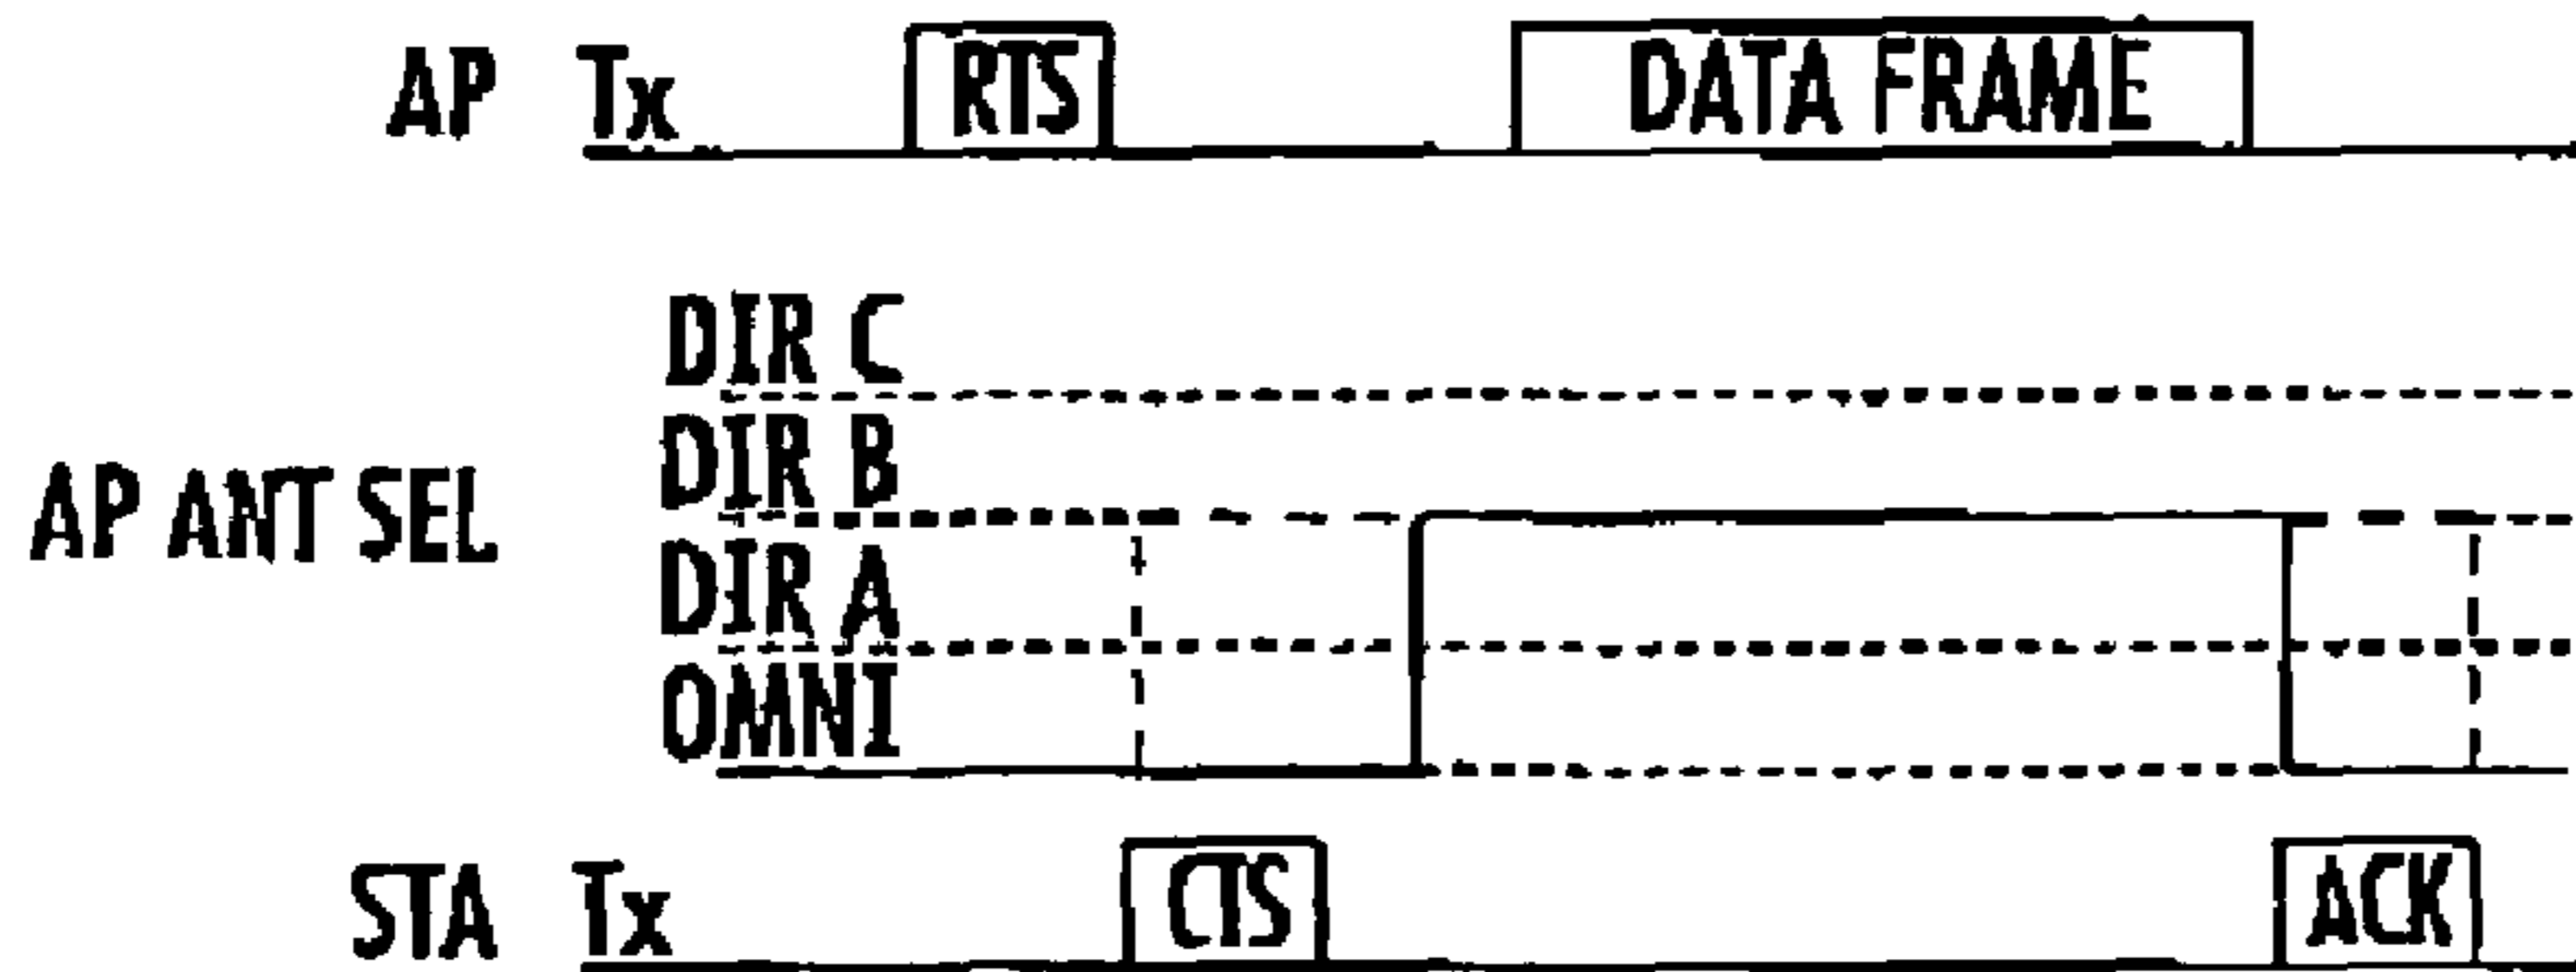 AP Tx RTS DATA FRAME
DIR C
DIR B
AP ANT SEL
DIR A
OMNI
STA Tx CTS ACK